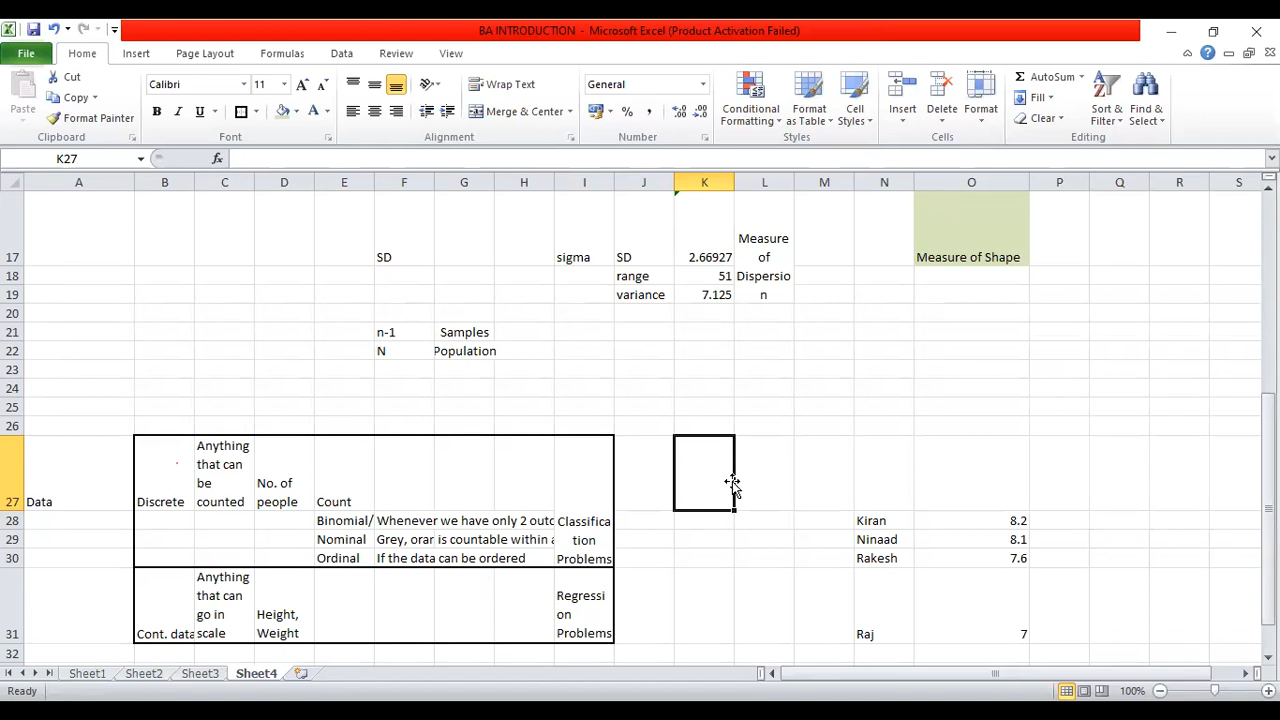 BA INTRODUCTION - Microsoft Excel (Product Activation Failed)
File Home Insert Page Layout Formulas Data Review View
Paste Cut Copy Format Painter
Calibri 11
Wrap Text Merge & Center
General
Conditional Formatting Format as Table Cell Styles
Insert Delete Format
AutoSum Fill Clear
Sort & Filter Find & Select
Clipboard Font Alignment Number Styles Cells Editing
K27 fx
A B C D E F G H I J K L M N O P Q R S
17 SD sigma SD 2.66927 Measure of Dispersion Measure of Shape
18 range 51
19 variance 7.125
20
21 n-1 Samples
22 N Population
23
24
25
26
27 Data Discrete Anything that can be counted No. of people Count
28 Binomial/ Whenever we have only 2 outc Classification Problems Kiran 8.2
29 Nominal Grey, orar is countable within a Ninaad 8.1
30 Ordinal If the data can be ordered Rakesh 7.6
31 Cont. data Anything that can go in scale Height, Weight Regression Problems Raj 7
32
Sheet1 Sheet2 Sheet3 Sheet4
Ready 100%